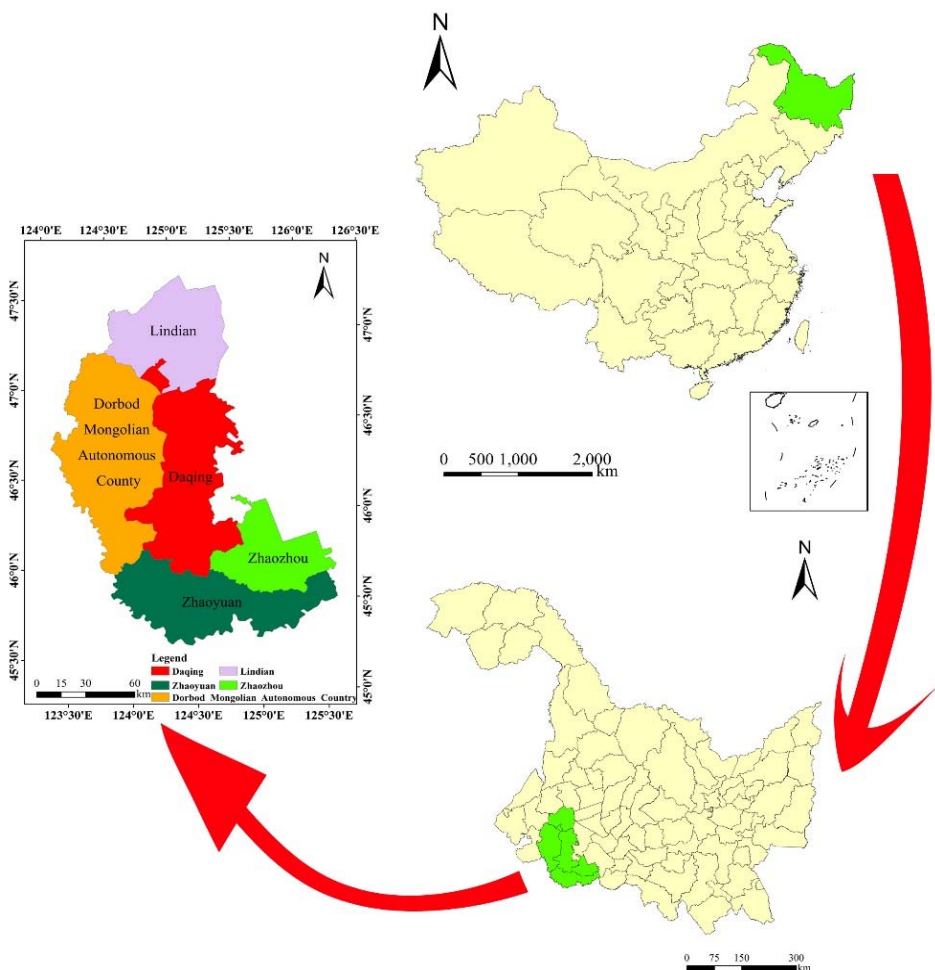 N
0 500 1,000 2,000
km
124°0'E 124°30'E 125°0'E 125°30'E 126°0'E 126°30'E
N
47°30'N
47°0'N
46°30'N
46°0'N
45°30'N
47°0'N
46°30'N
46°0'N
45°30'N
45°0'N
Lindian
Dorbod
Mongolian
Autonomous
County
Daqing
Zhaozhou
Zhaoyuan
Legend
Daqing Lindian
Zhaoyuan Zhaozhou
Dorbod Mongolian Autonomous Country
0 15 30 60
km
123°30'E 124°0'E 124°30'E 125°0'E 125°30'E
N
0 75 150 300
km